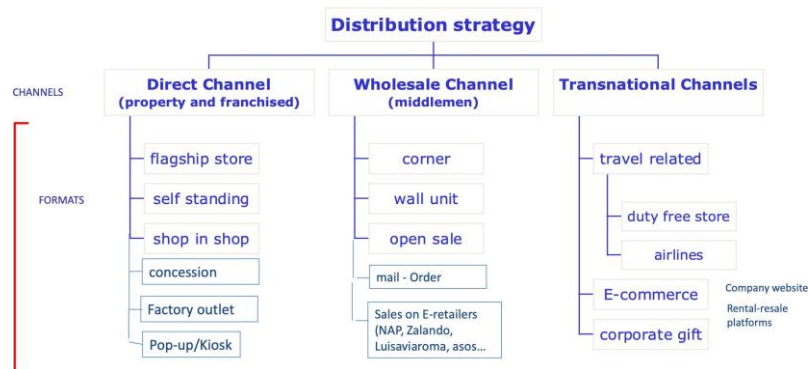 Distribution strategy
CHANNELS
Direct Channel
(property and franchised)
Wholesale Channel
(middlemen)
Transnational Channels
FORMATS
flagship store
self standing
shop in shop
concession
Factory outlet
Pop-up/Kiosk
corner
wall unit
open sale
mail - Order
Sales on E-retailers
(NAP, Zalando,
Luisaviaroma, asos...
travel related
duty free store
airlines
E-commerce
Company website
Rental-resale
platforms
corporate gift